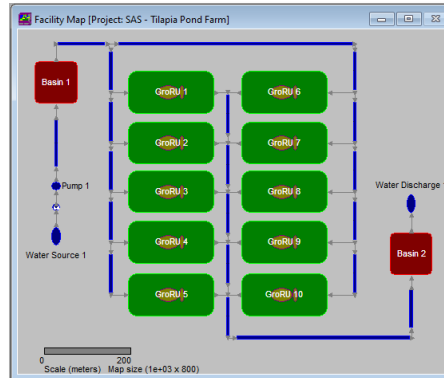 Facility Map [Project: SAS - Tilapia Pond Farm]
Basin 1
GroRU 1
GroRU 6
GroRU 2
GroRU 7
Pump 1
GroRU 3
GroRU 8
Water Discharge
Water Source 1
GroRU 4
GroRU 9
Basin 2
GroRU 5
GroRU 10
0
200
Scale (meters) Map size (1e+03 x 800)